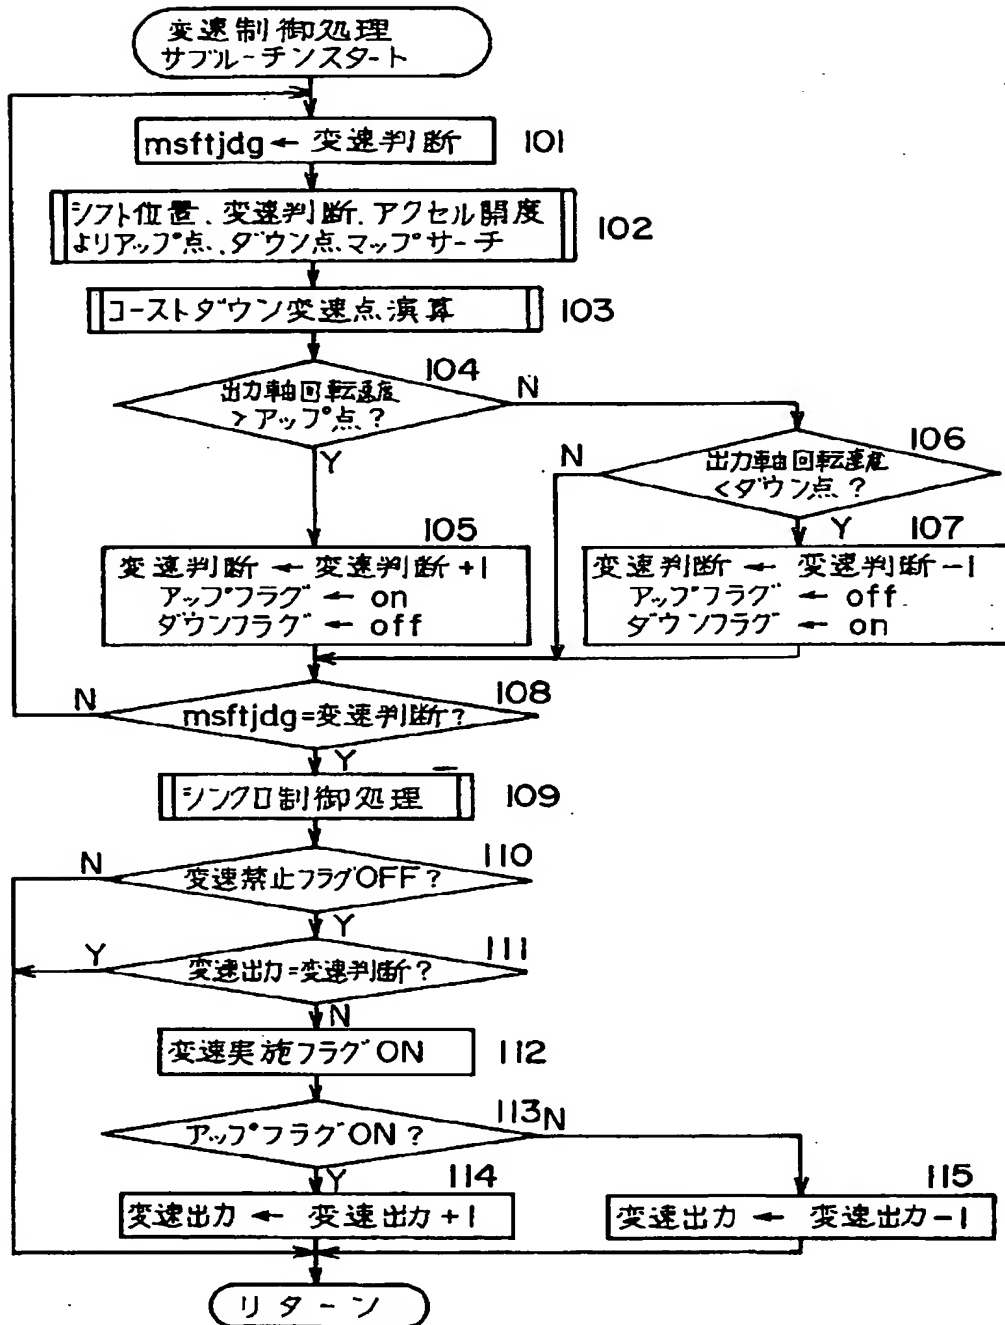 変速制御処理
サブルーチンスタート
msftjdg ← 変速判断
101
シフト位置、変速判断、アクセル開度
よりアップ点、ダウン点マップサーチ
102
コーストダウン変速点演算
103
104
出力軸回転速度
>アップ点?
N
Y
106
出力軸回転速度
<ダウン点?
N
Y
105
変速判断 ← 変速判断+1
アップフラグ ← on
ダウンフラグ ← off
107
変速判断 ← 変速判断-1
アップフラグ ← off
ダウンフラグ ← on
108
N
msftjdg=変速判断?
Y
シンクロ制御処理
109
110
N
変速禁止フラグOFF?
Y
111
Y
変速出力=変速判断?
N
変速実施フラグON
112
113
N
アップフラグON?
Y
114
変速出力 ← 変速出力+1
115
変速出力 ← 変速出力-1
リターン